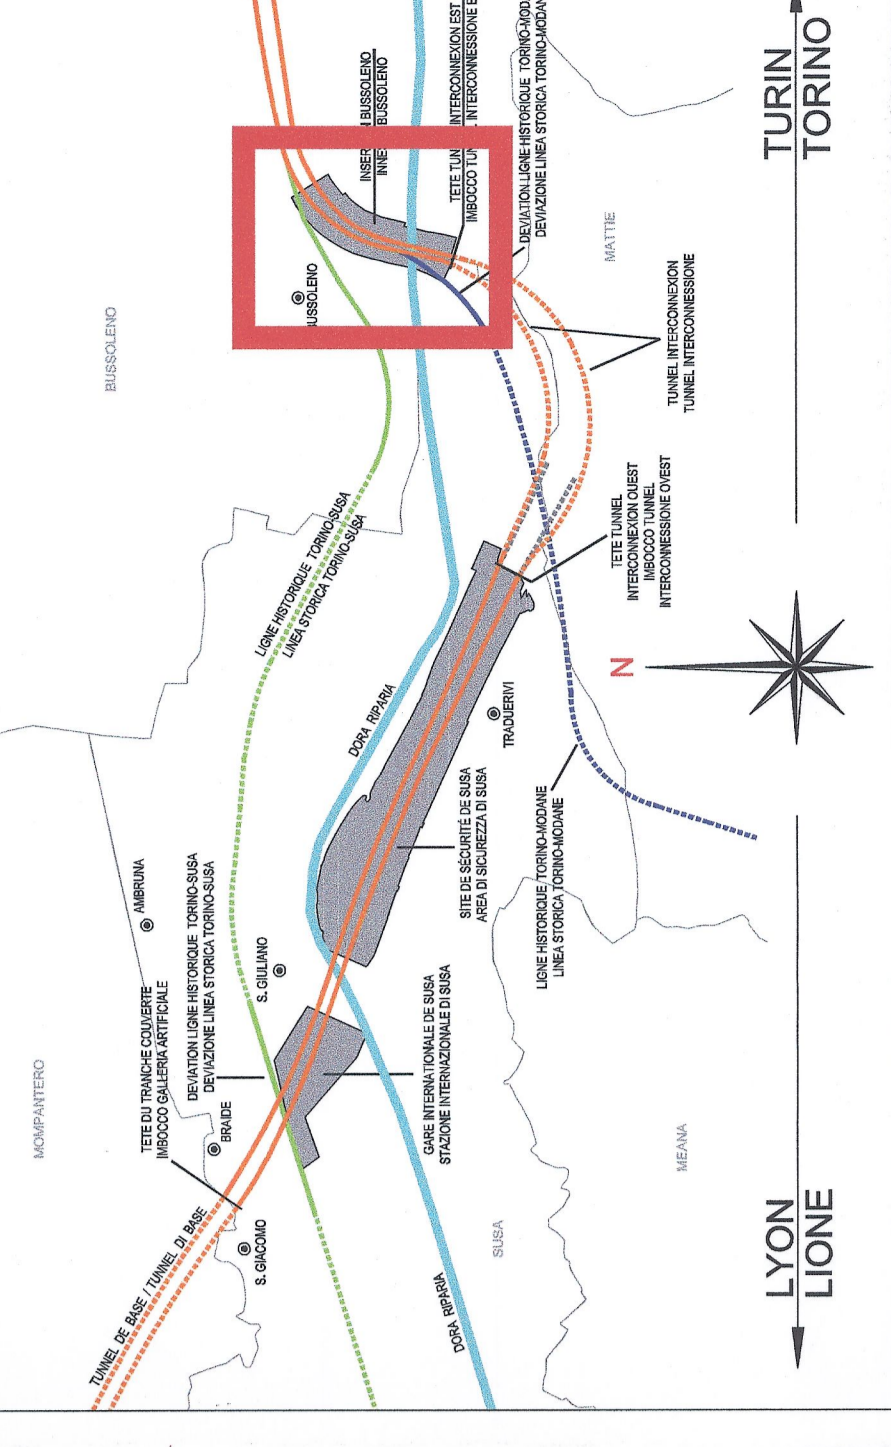 TUNNEL DE BASE / TUNNEL DI BASE
S. GIACOMO
TETE DU TRANCHE COUVERTE
IMBOCCO GALLERIA ARTIFICIALE
BRAIDE
MOMPANTERO
DEVIATION LIGNE HISTORIQUE TORINO-SUSA
DEVIAZIONE LINEA STORICA TORINO-SUSA
AMBRUNA
S. GIULIANO
GARE INTERNATIONALE DE SUSA
STAZIONE INTERNAZIONALE DI SUSA
DORA RIPARIA
SUSA
MEANA
LYON
LIONE
SITE DE SÉCURITÉ DE SUSA
AREA DI SICUREZZA DI SUSA
LIGNE HISTORIQUE TORINO-MODANE
LINEA STORICA TORINO-MODANE
DORA RIPARIA
TRADUERIVI
LIGNE HISTORIQUE TORINO-SUSA
LINEA STORICA TORINO-SUSA
N
TETE TUNNEL
INTERCONNEXION OUEST
IMBOCCO TUNNEL
INTERCONNESSIONE OVEST
BUSSOLENO
TUNNEL INTERCONNEXION
TUNNEL INTERCONNESSIONE
MATTIE
USSOLENO
INSER N BUSSOLENO
INNE BUSSOLENO
TETE TUN INTERCONNEXION EST
IMBOCCO TU INTERCONNESSIONE E
DEVIATION LIGNE HISTORIQUE TORINO-MOD
DEVIAZIONE LINEA STORICA TORINO-MODAN
TURIN
TORINO